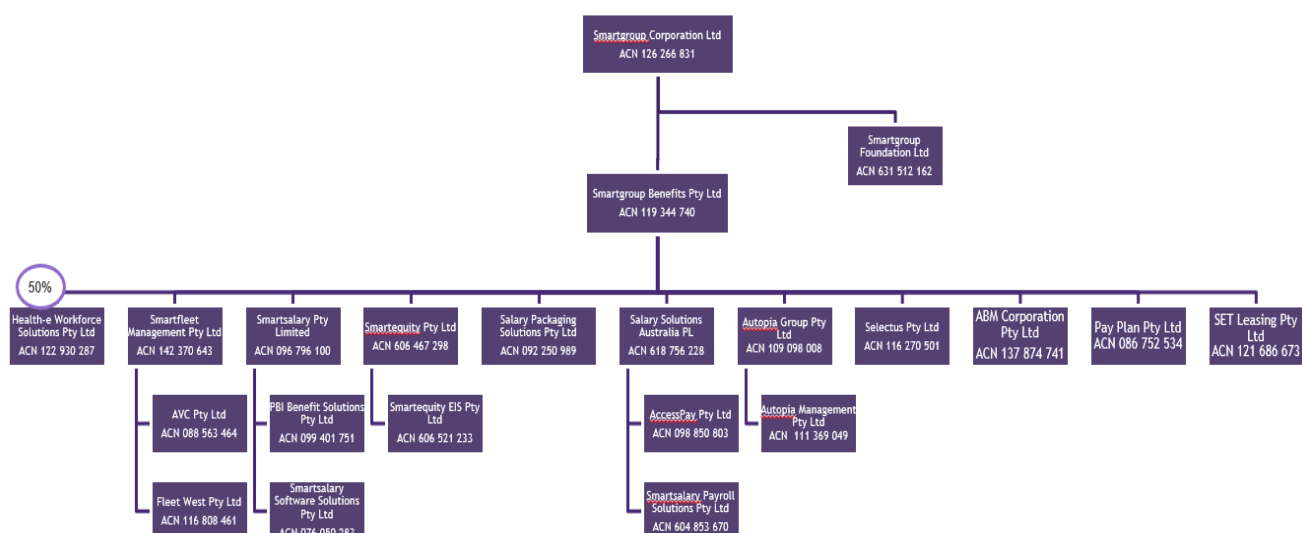 Smartgroup Corporation Ltd
ACN 126 266 831
Smartgroup
Foundation Ltd
ACN 631 512 162
Smartgroup Benefits Pty Ltd
ACN 119 344 740
50%
Health-e Workforce
Solutions Pty Ltd
ACN 122 930 287
Smartfleet
Management Pty Ltd
ACN 142 370 643
Smartsalary Pty
Limited
ACN 096 796 100
Smartequity Pty Ltd
ACN 606 467 298
Salary Packaging
Solutions Pty Ltd
ACN 092 250 989
Salary Solutions
Australia PL
ACN 618 756 228
Autopia Group Pty
Ltd
ACN 109 098 008
Selectus Pty Ltd
ACN 116 270 501
ABM Corporation
Pty Ltd
ACN 137 874 741
Pay Plan Pty Ltd
ACN 086 752 534
SET Leasing Pty
Ltd
ACN 121 686 673
AVC Pty Ltd
ACN 088 563 464
PBI Benefit Solutions
Pty Ltd
ACN 099 401 751
Smartequity EIS Pty
Ltd
ACN 606 521 233
AccessPay Pty Ltd
ACN 098 850 803
Autopia Management
Pty Ltd
ACN 111 369 049
Fleet West Pty Ltd
ACN 116 808 461
Smartsalary
Software Solutions
Pty Ltd
ACN 076 050 283
Smartsalary Payroll
Solutions Pty Ltd
ACN 604 853 670